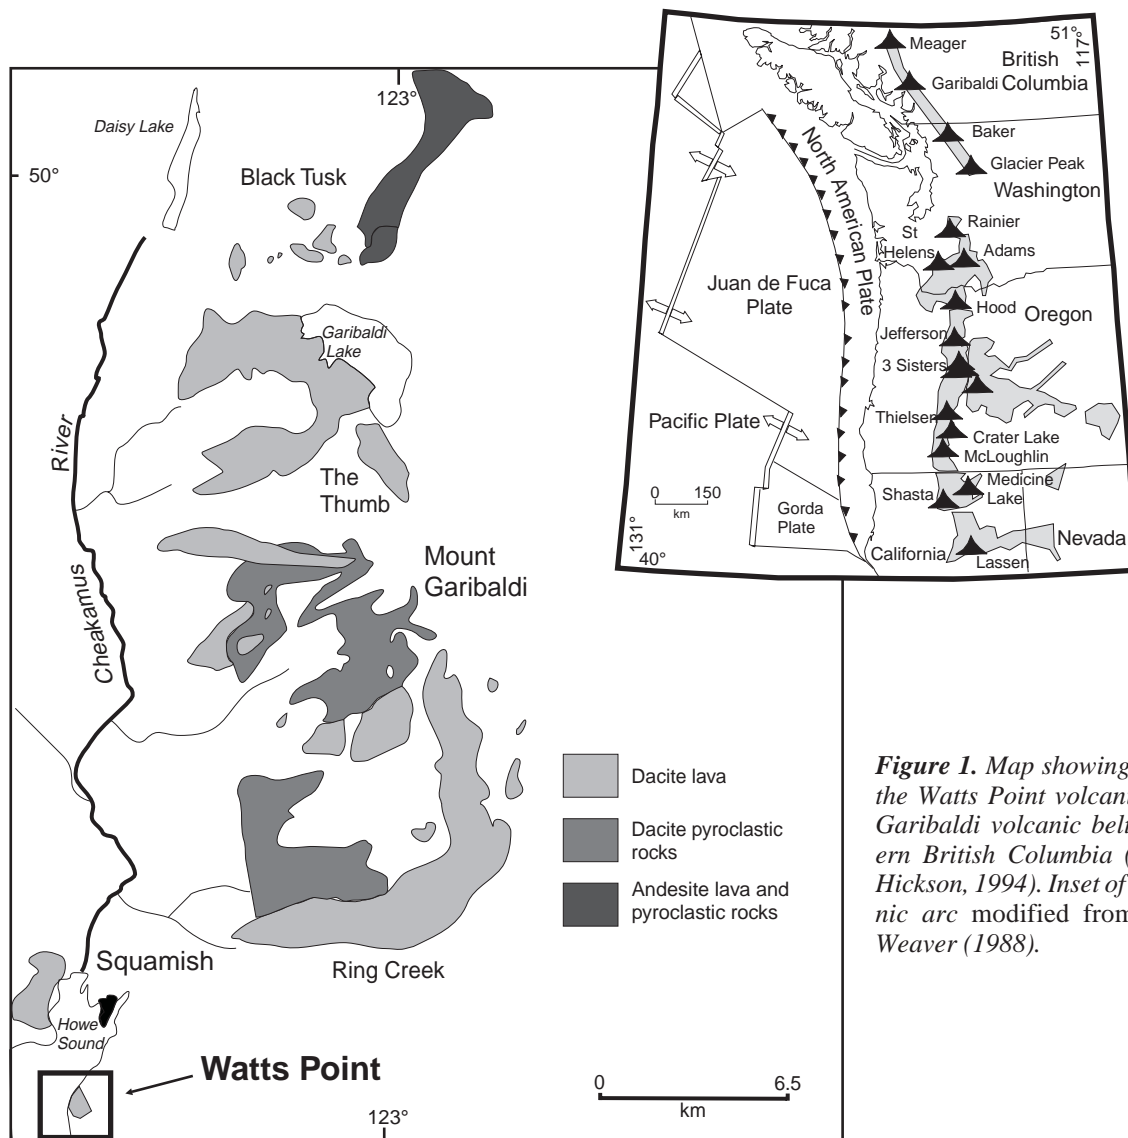 123°
Daisy Lake
50°
Black Tusk
Garibaldi
Lake
River
The
Thumb
Mount
Garibaldi
Cheakamus
Dacite lava
Dacite pyroclastic
rocks
Andesite lava and
pyroclastic rocks
Squamish
Ring Creek
Howe
Sound
Watts Point
0 6.5
km
123°
51°
117°
Meager
British
Columbia
Garibaldi
Baker
Glacier Peak
Washington
North American Plate
Rainier
St
Helens
Adams
Juan de Fuca
Plate
Hood
Oregon
Jefferson
3 Sisters
Pacific Plate
Thielsen
Crater Lake
McLoughlin
Medicine
Lake
Shasta
0 150
km
Gorda
Plate
Nevada
California
Lassen
131°
40°
Figure 1. Map showing
the Watts Point volcani
Garibaldi volcanic belt
ern British Columbia (
Hickson, 1994). Inset of
nic arc modified from
Weaver (1988).